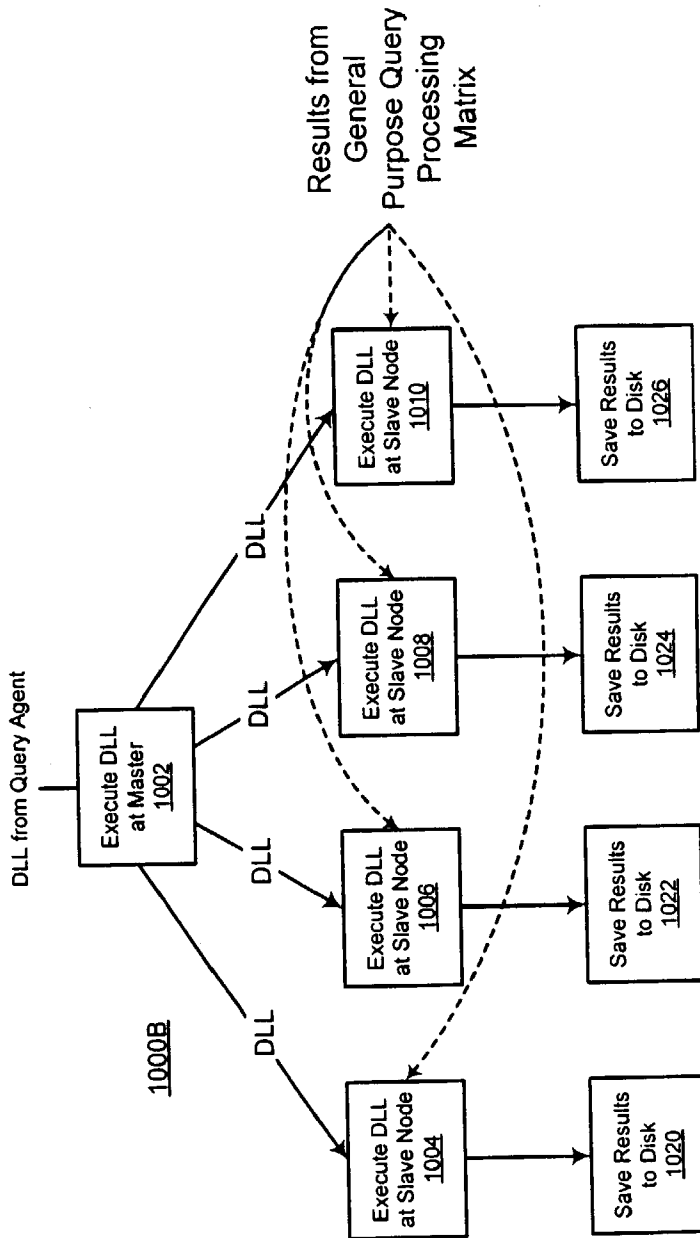 DLL from Query Agent
Execute DLL
at Master
1002
1000B
DLL
DLL
DLL
DLL
Results from
General
Purpose Query
Processing
Matrix
Execute DLL
at Slave Node
1004
Execute DLL
at Slave Node
1006
Execute DLL
at Slave Node
1008
Execute DLL
at Slave Node
1010
Save Results
to Disk
1020
Save Results
to Disk
1022
Save Results
to Disk
1024
Save Results
to Disk
1026